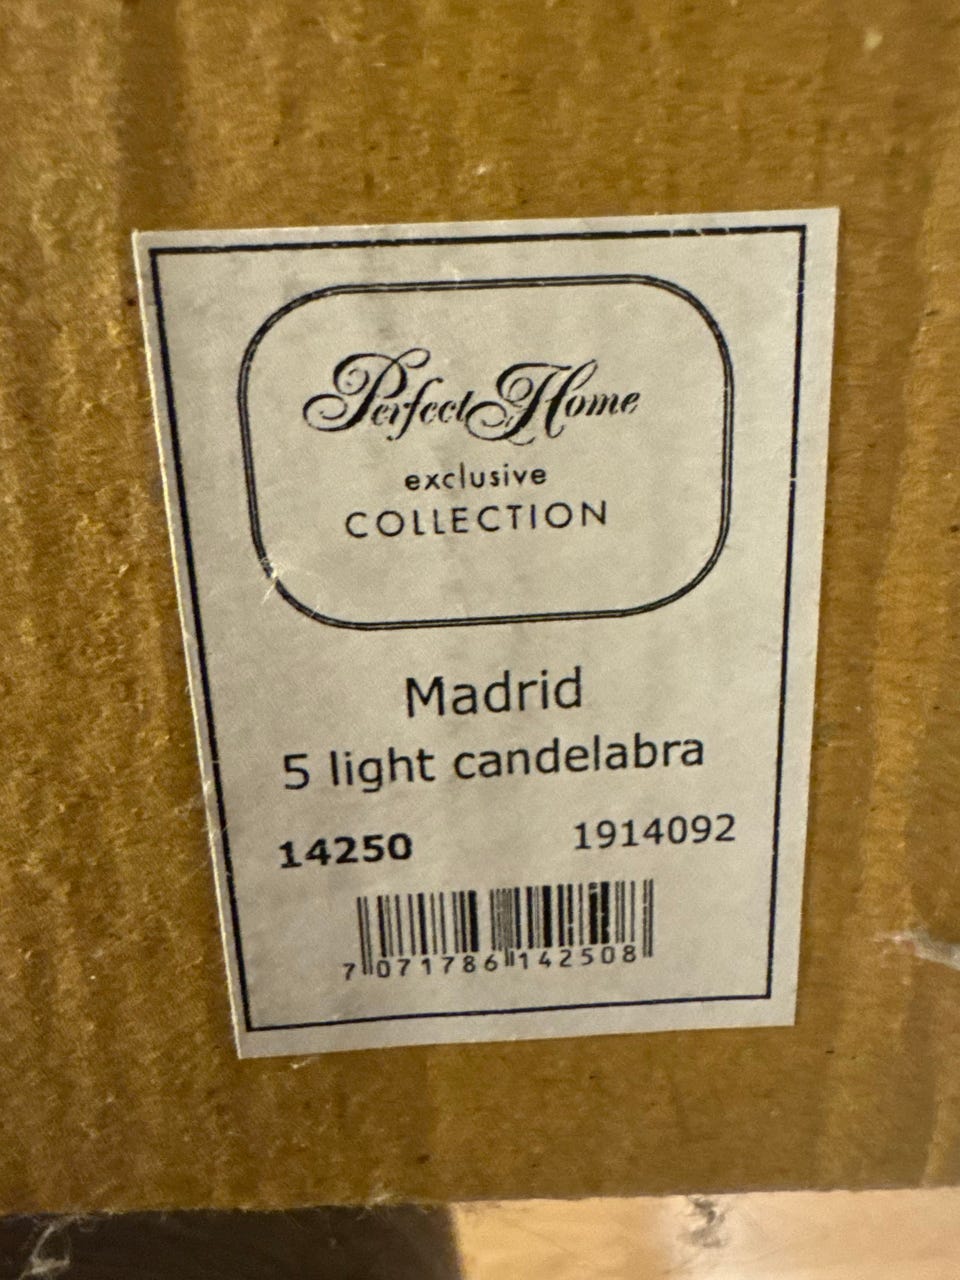 Perfect Home
exclusive
COLLECTION
Madrid
5 light candelabra
14250 1914092
7 071786 142508